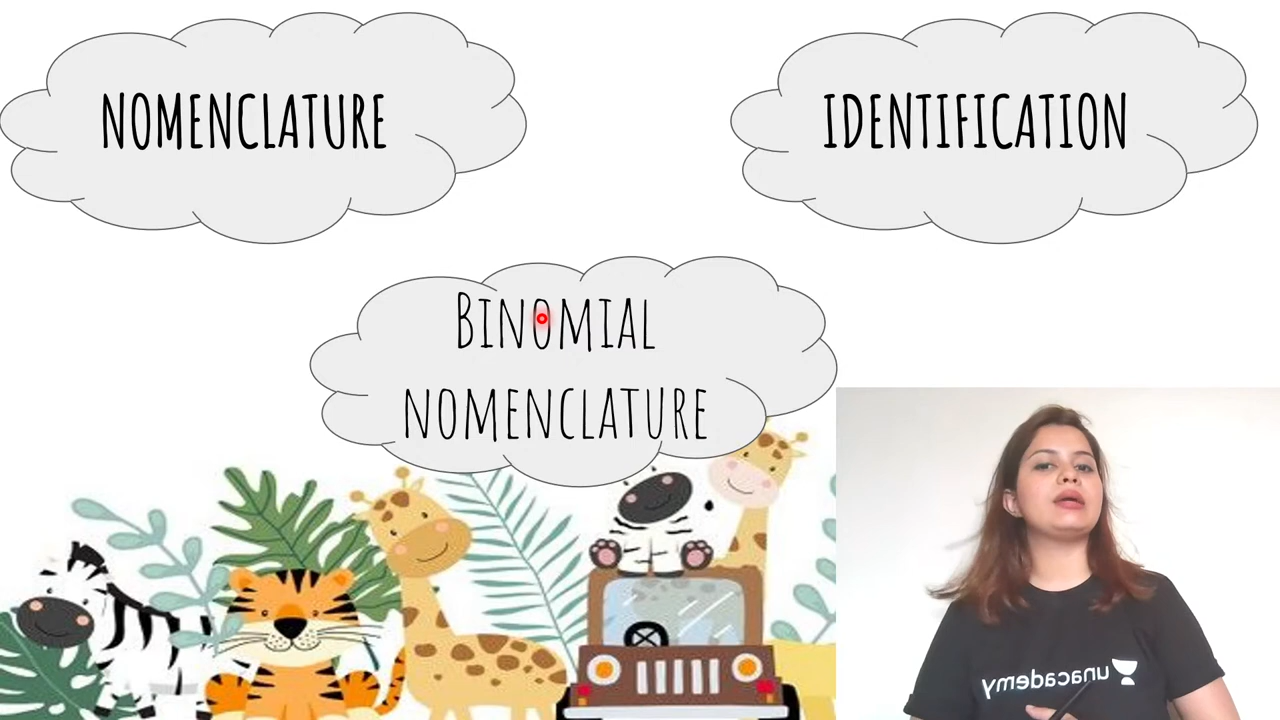 NOMENCLATURE
IDENTIFICATION
BINOMIAL
NOMENCLATURE
unacademy